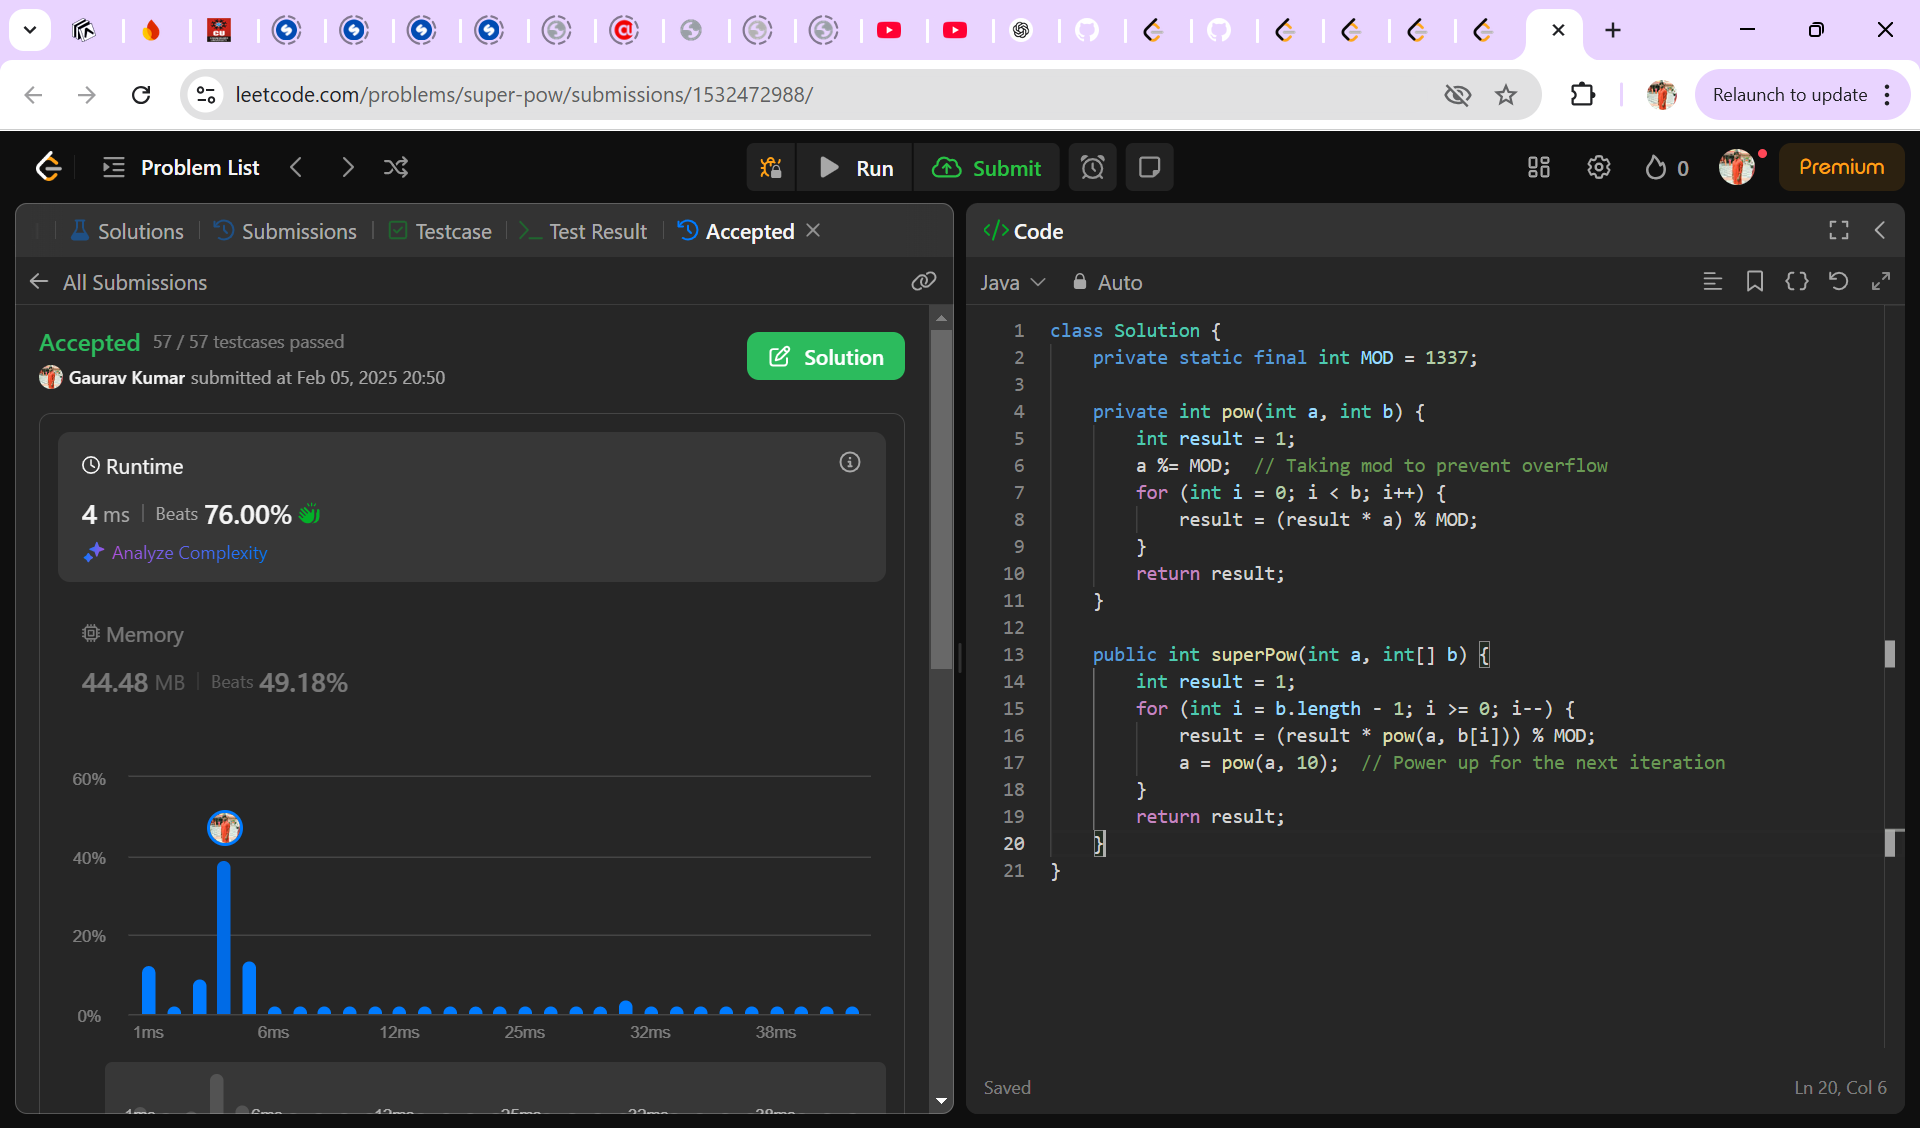 leetcode.com/problems/super-pow/submissions/1532472988/
Relaunch to update
Problem List
Run
Submit
0
Premium
Solutions
Submissions
Testcase
Test Result
Accepted
All Submissions
Accepted 57 / 57 testcases passed
Gaurav Kumar submitted at Feb 05, 2025 20:50
Solution
Runtime
4 ms | Beats 76.00%
Analyze Complexity
Memory
44.48 MB | Beats 49.18%
60%
40%
20%
0%
1ms 6ms 12ms 25ms 32ms 38ms
1ms 6ms 12ms 25ms 32ms 38ms
</> Code
Java
Auto
1 class Solution {
2 private static final int MOD = 1337;
3
4 private int pow(int a, int b) {
5 int result = 1;
6 a %= MOD; // Taking mod to prevent overflow
7 for (int i = 0; i < b; i++) {
8 result = (result * a) % MOD;
9 }
10 return result;
11 }
12
13 public int superPow(int a, int[] b) {
14 int result = 1;
15 for (int i = b.length - 1; i >= 0; i--) {
16 result = (result * pow(a, b[i])) % MOD;
17 a = pow(a, 10); // Power up for the next iteration
18 }
19 return result;
20 }
21 }
Saved
Ln 20, Col 6